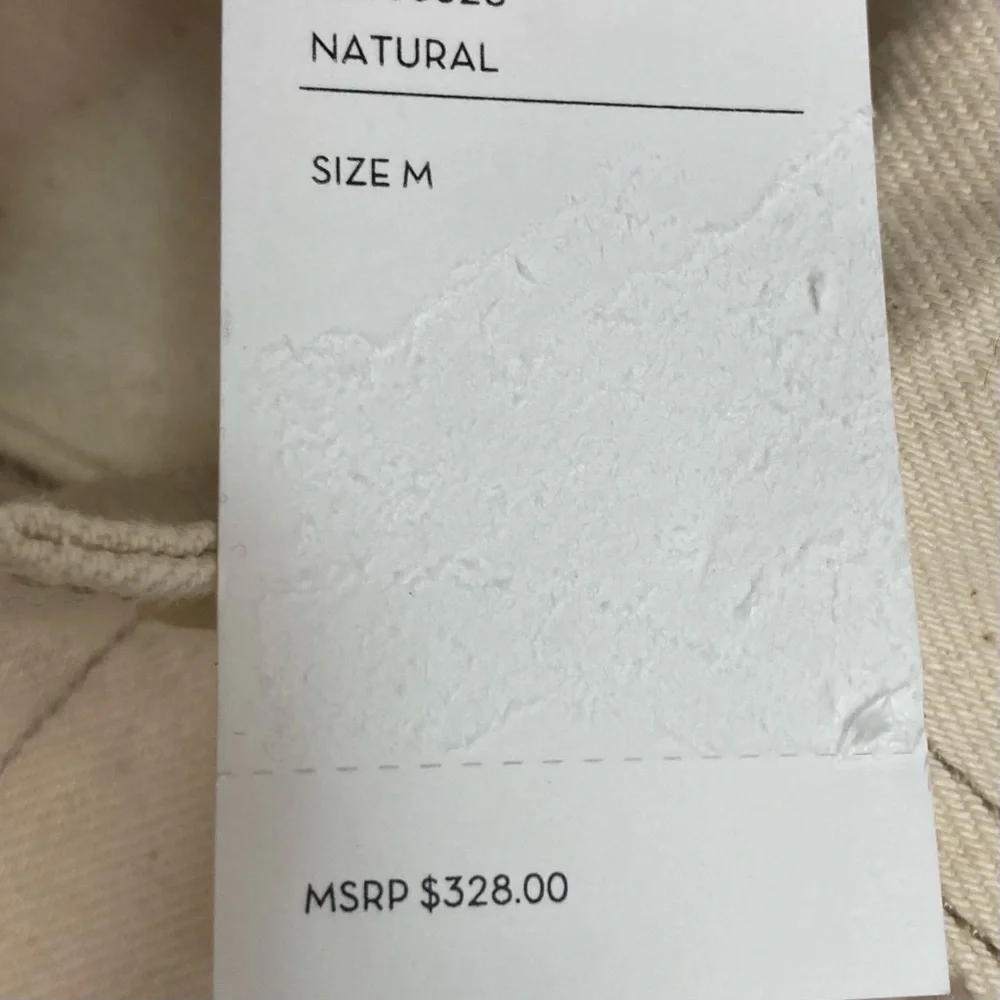 NATURAL
SIZE M
MSRP $328.00